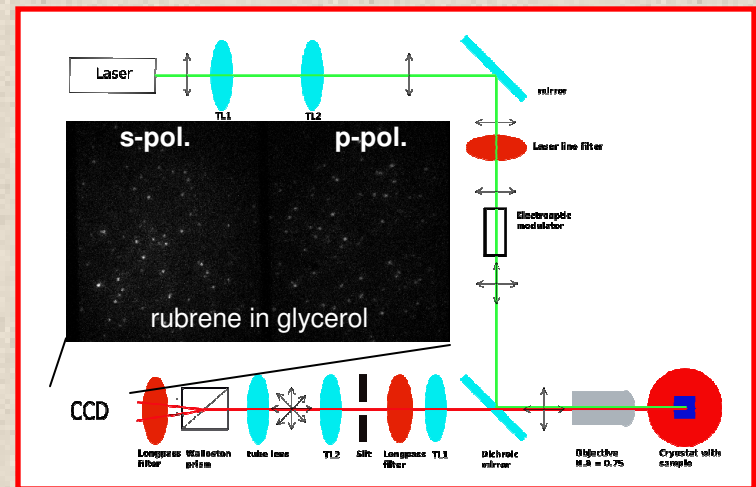 Laser
TL1
TL2
mirror
s-pol.
p-pol.
Laser line filter
Electrooptic
modulator
rubrene in glycerol
CCD
Longpass
filter
Wollaston
prism
tube lens
TL2
Slit
Longpass
filter
TL1
Dichroic
mirror
Objective
N.A = 0.75
Cryostat with
sample